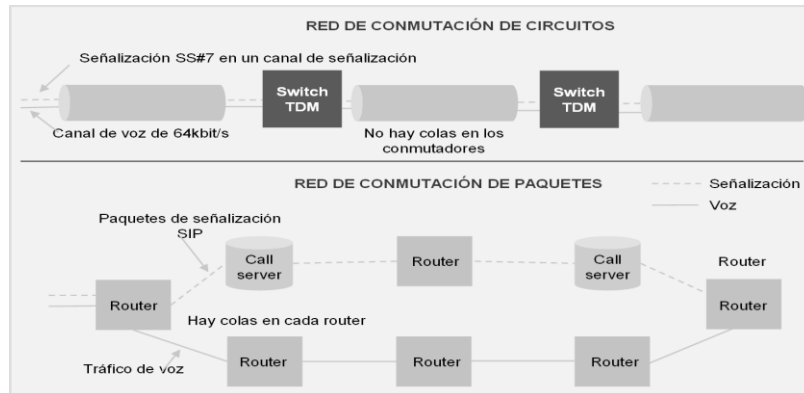 RED DE CONMUTACIÓN DE CIRCUITOS
Señalización SS#7 en un canal de señalización
Switch
TDM
Switch
TDM
Canal de voz de 64kbit/s
No hay colas en los
conmutadores
RED DE CONMUTACIÓN DE PAQUETES
Señalización
Voz
Paquetes de señalización
SIP
Call
server
Router
Call
server
Router
Router
Router
Hay colas en cada router
Router
Router
Router
Tráfico de voz